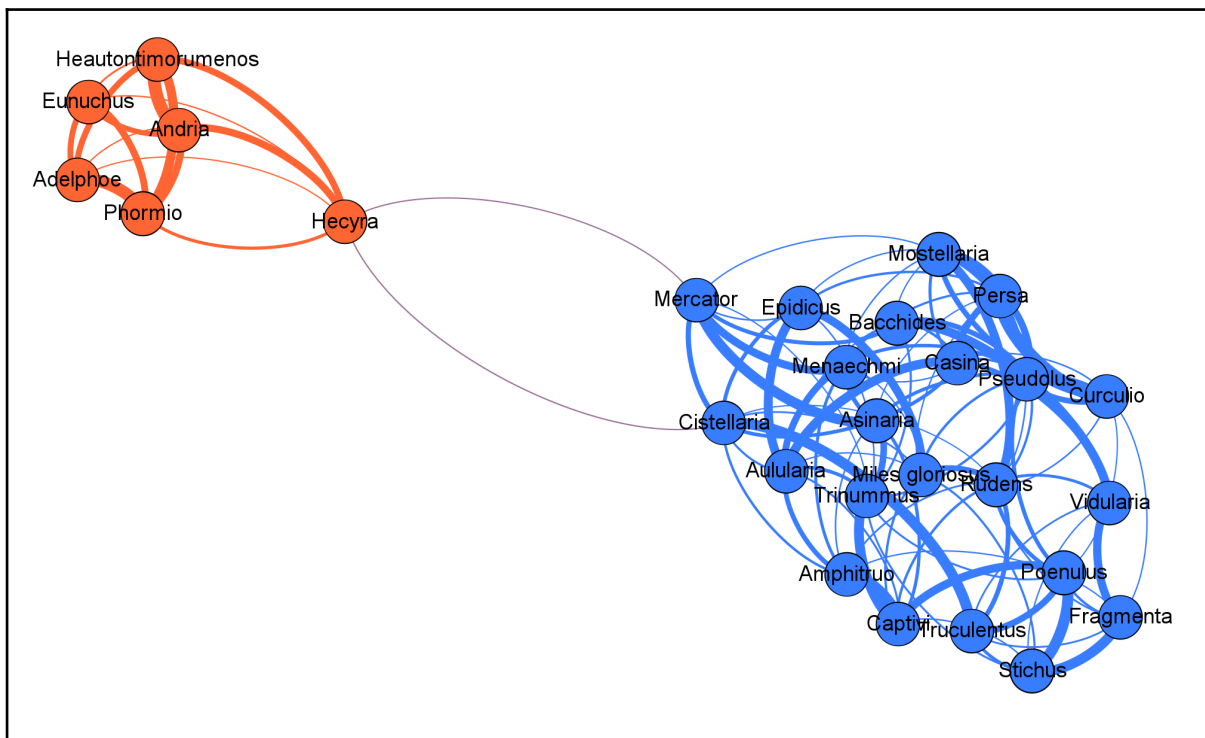 Heautontimorumenos
Eunuchus
Andria
Adelphoe
Phormio
Hecyra
Mostellaria
Mercator
Epidicus
Persa
Bacchides
Menaechmi
Casina
Pseudolus
Curculio
Cistellaria
Asinaria
Aulularia
Miles gloriosus
Rudens
Trinummus
Vidularia
Amphitruo
Poenulus
Captivi
Truculentus
Fragmenta
Stichus